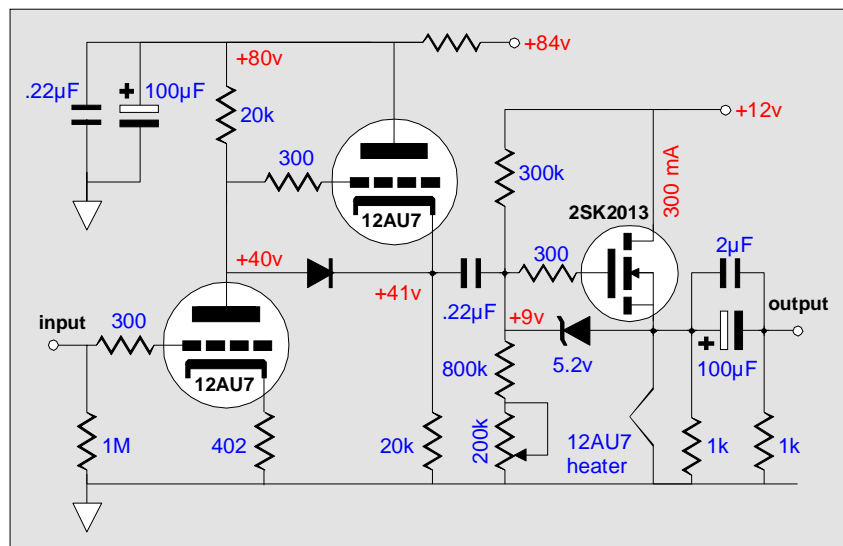 +84v
+80v
.22µF
+
100µF
20k
+12v
300
300k
300 mA
12AU7
2SK2013
2µF
+40v
300
+41v
output
input
300
.22µF
+9v
5.2v
+
100µF
12AU7
800k
1M
402
20k
200k
12AU7
heater
1k
1k